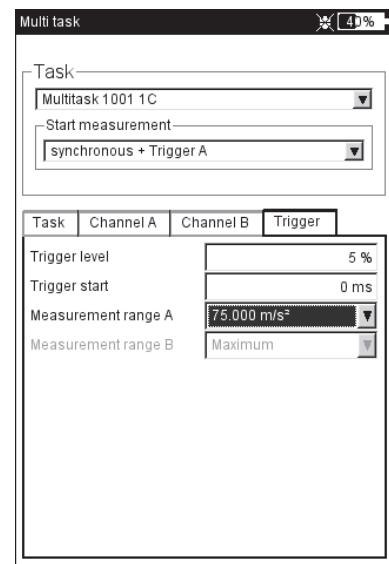 Multi task 40%
Task
Multitask 1001 1C
Start measurement
synchronous + Trigger A
Task Channel A Channel B Trigger
Trigger level 5 %
Trigger start 0 ms
Measurement range A 75.000 m/s²
Measurement range B Maximum